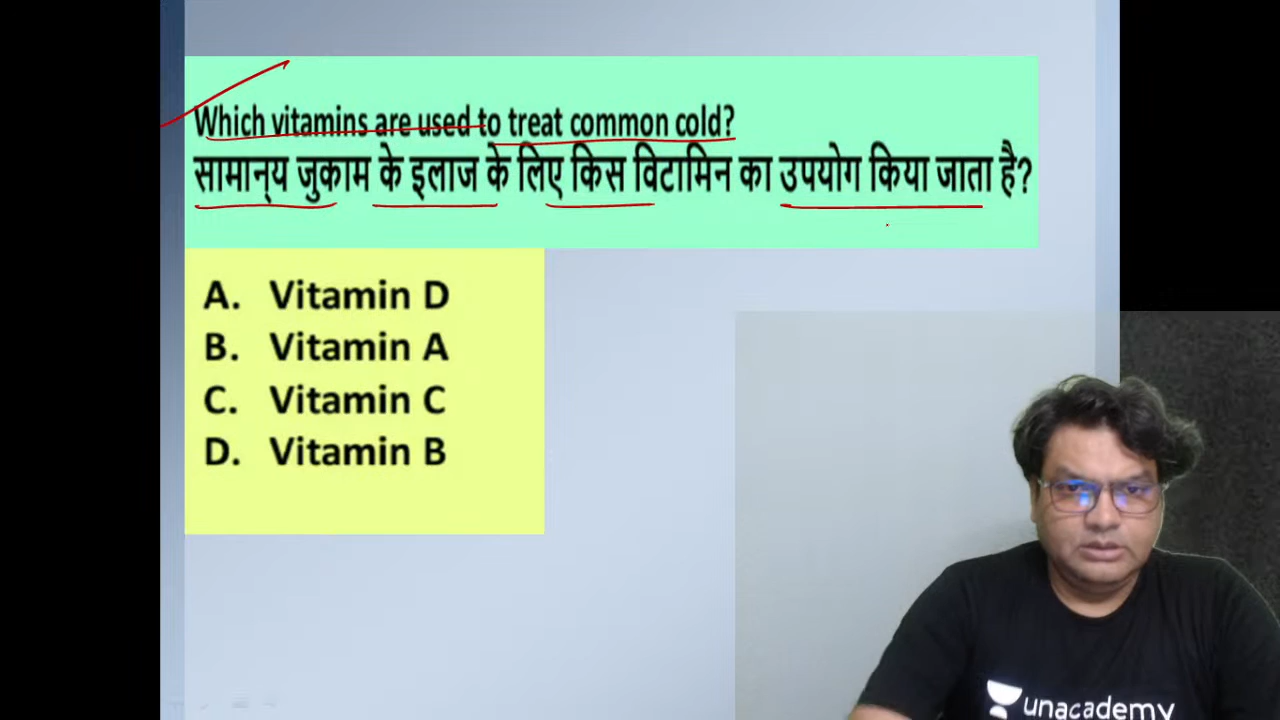 Which vitamins are used to treat common cold?
सामान्य जुकाम के इलाज के लिए किस विटामिन का उपयोग किया जाता है?
A. Vitamin D
B. Vitamin A
C. Vitamin C
D. Vitamin B
unacademy